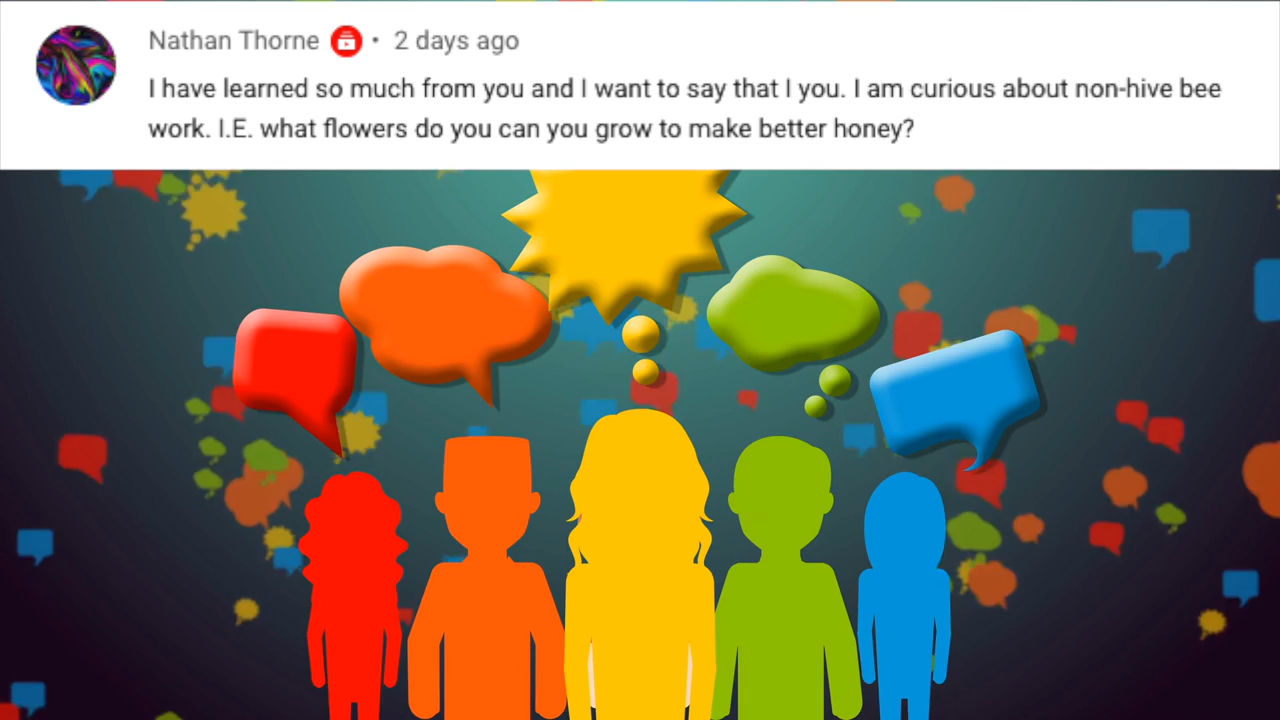 Nathan Thorne • 2 days ago
I have learned so much from you and I want to say that I you. I am curious about non-hive bee
work. I.E. what flowers do you can you grow to make better honey?